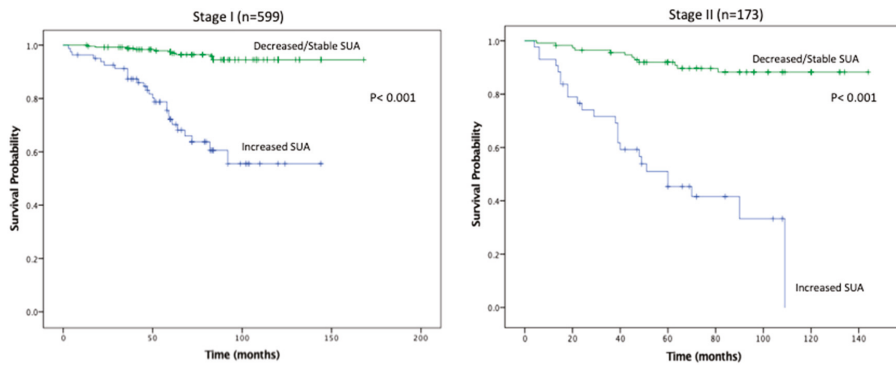 Stage I (n=599)
1.0
0.8
0.6
0.4
0.2
0.0
Survival Probability
Decreased/Stable SUA
P< 0.001
Increased SUA
0 50 100 150 200
Time (months)
Stage II (n=173)
1.0
0.8
0.6
0.4
0.2
0.0
Survival Probability
Decreased/Stable SUA
P< 0.001
Increased SUA
0 20 40 60 80 100 120 140
Time (months)